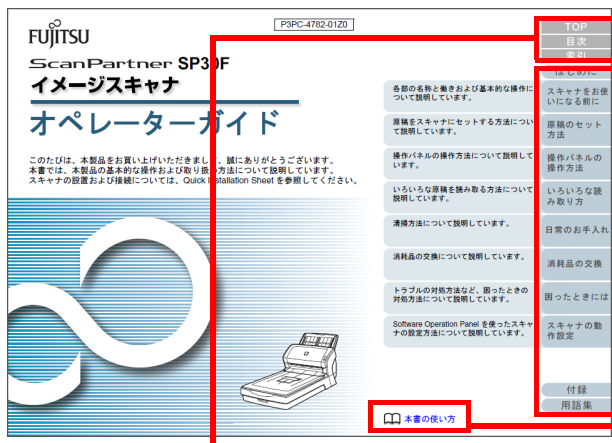 P3PC-4782-01Z0
FUJITSU
ScanPartner SP30F
イメージスキャナ
オペレーターガイド
このたびは、本製品をお買い上げいただきまし 、誠にありがとうございます。
本書では、本製品の基本的な操作および取り扱 方法について説明しています。
スキャナの設置および接続については、Quick Installation Sheet を参照してください。
各部の名称と働きおよび基本的な操作に
ついて説明しています。
原稿をスキャナにセットする方法につい
て説明しています。
操作パネルの操作方法について説明して
います。
いろいろな原稿を読み取る方法について
説明しています。
清掃方法について説明しています。
消耗品の交換について説明しています。
トラブルの対処方法など、困ったときの
対処方法について説明しています。
Software Operation Panel を使ったスキャ
ナの設定方法について説明しています。
本書の使い方
TOP
目次
索引
はじめに
スキャナをお使
いになる前に
原稿のセット
方法
操作パネルの
操作方法
いろいろな読
み取り方
日常のお手入れ
消耗品の交換
困ったときには
スキャナの動
作設定
付録
用語集